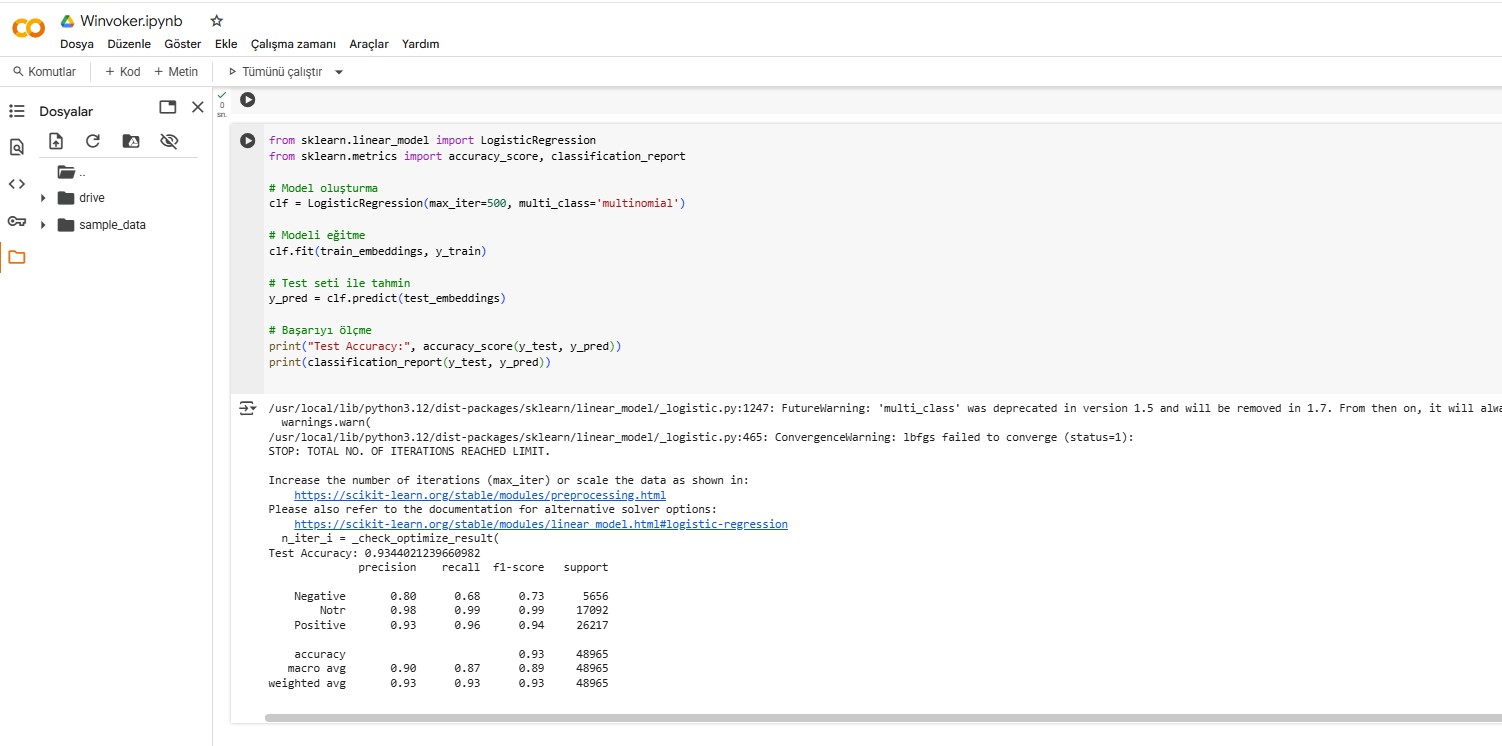 Winvoker.ipynb
Dosya Düzenle Göster Ekle Çalışma zamanı Araçlar Yardım
Komutlar + Kod + Metin Tümünü çalıştır
Dosyalar
..
drive
sample_data
0
sn.
from sklearn.linear_model import LogisticRegression
from sklearn.metrics import accuracy_score, classification_report
# Model oluşturma
clf = LogisticRegression(max_iter=500, multi_class='multinomial')
# Modeli eğitme
clf.fit(train_embeddings, y_train)
# Test seti ile tahmin
y_pred = clf.predict(test_embeddings)
# Başarıyı ölçme
print("Test Accuracy:", accuracy_score(y_test, y_pred))
print(classification_report(y_test, y_pred))
/usr/local/lib/python3.12/dist-packages/sklearn/linear_model/_logistic.py:1247: FutureWarning: 'multi_class' was deprecated in version 1.5 and will be removed in 1.7. From then on, it will
warnings.warn(
/usr/local/lib/python3.12/dist-packages/sklearn/linear_model/_logistic.py:465: ConvergenceWarning: lbfgs failed to converge (status=1):
STOP: TOTAL NO. OF ITERATIONS REACHED LIMIT.
Increase the number of iterations (max_iter) or scale the data as shown in:
https://scikit-learn.org/stable/modules/preprocessing.html
Please also refer to the documentation for alternative solver options:
https://scikit-learn.org/stable/modules/linear_model.html#logistic-regression
n_iter_i = _check_optimize_result(
Test Accuracy: 0.9344021239660982
precision recall f1-score support
Negative 0.80 0.68 0.73 5656
Notr 0.98 0.99 0.99 17092
Positive 0.93 0.96 0.94 26217
accuracy 0.93 48965
macro avg 0.90 0.87 0.89 48965
weighted avg 0.93 0.93 0.93 48965